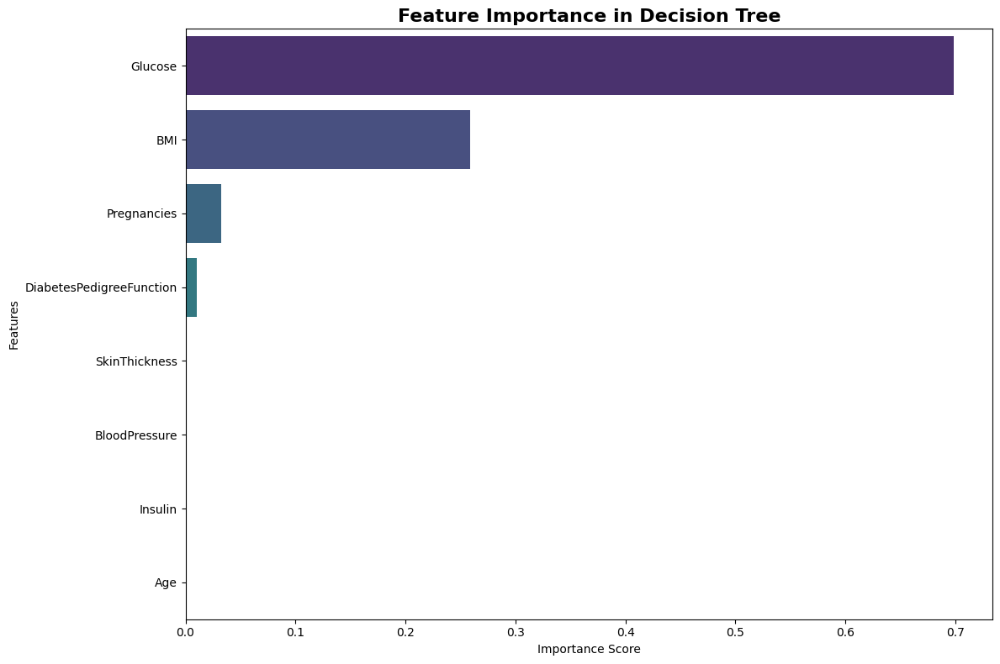 Feature Importance in Decision Tree
Glucose
BMI
Pregnancies
DiabetesPedigreeFunction
SkinThickness
BloodPressure
Insulin
Age
Features
0.0 0.1 0.2 0.3 0.4 0.5 0.6 0.7
Importance Score